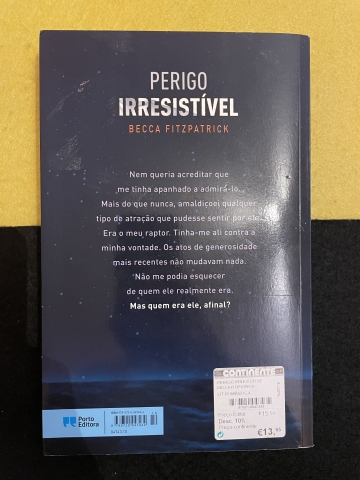 PERIGO
IRRESISTÍVEL
BECCA FITZPATRICK
Nem queria acreditar que
me tinha apanhado a admirá-lo...
Mais do que nunca, amaldiçoei qualquer
tipo de atração que pudesse sentir por ele.
Era o meu raptor. Tinha-me ali contra a
minha vontade. Os atos de generosidade
mais recentes não mudavam nada.
Não me podia esquecer
de quem ele realmente era.
Mas quem era ele, afinal?
Porto
Editora
CONTINENTE
Desc. 10%
€13,